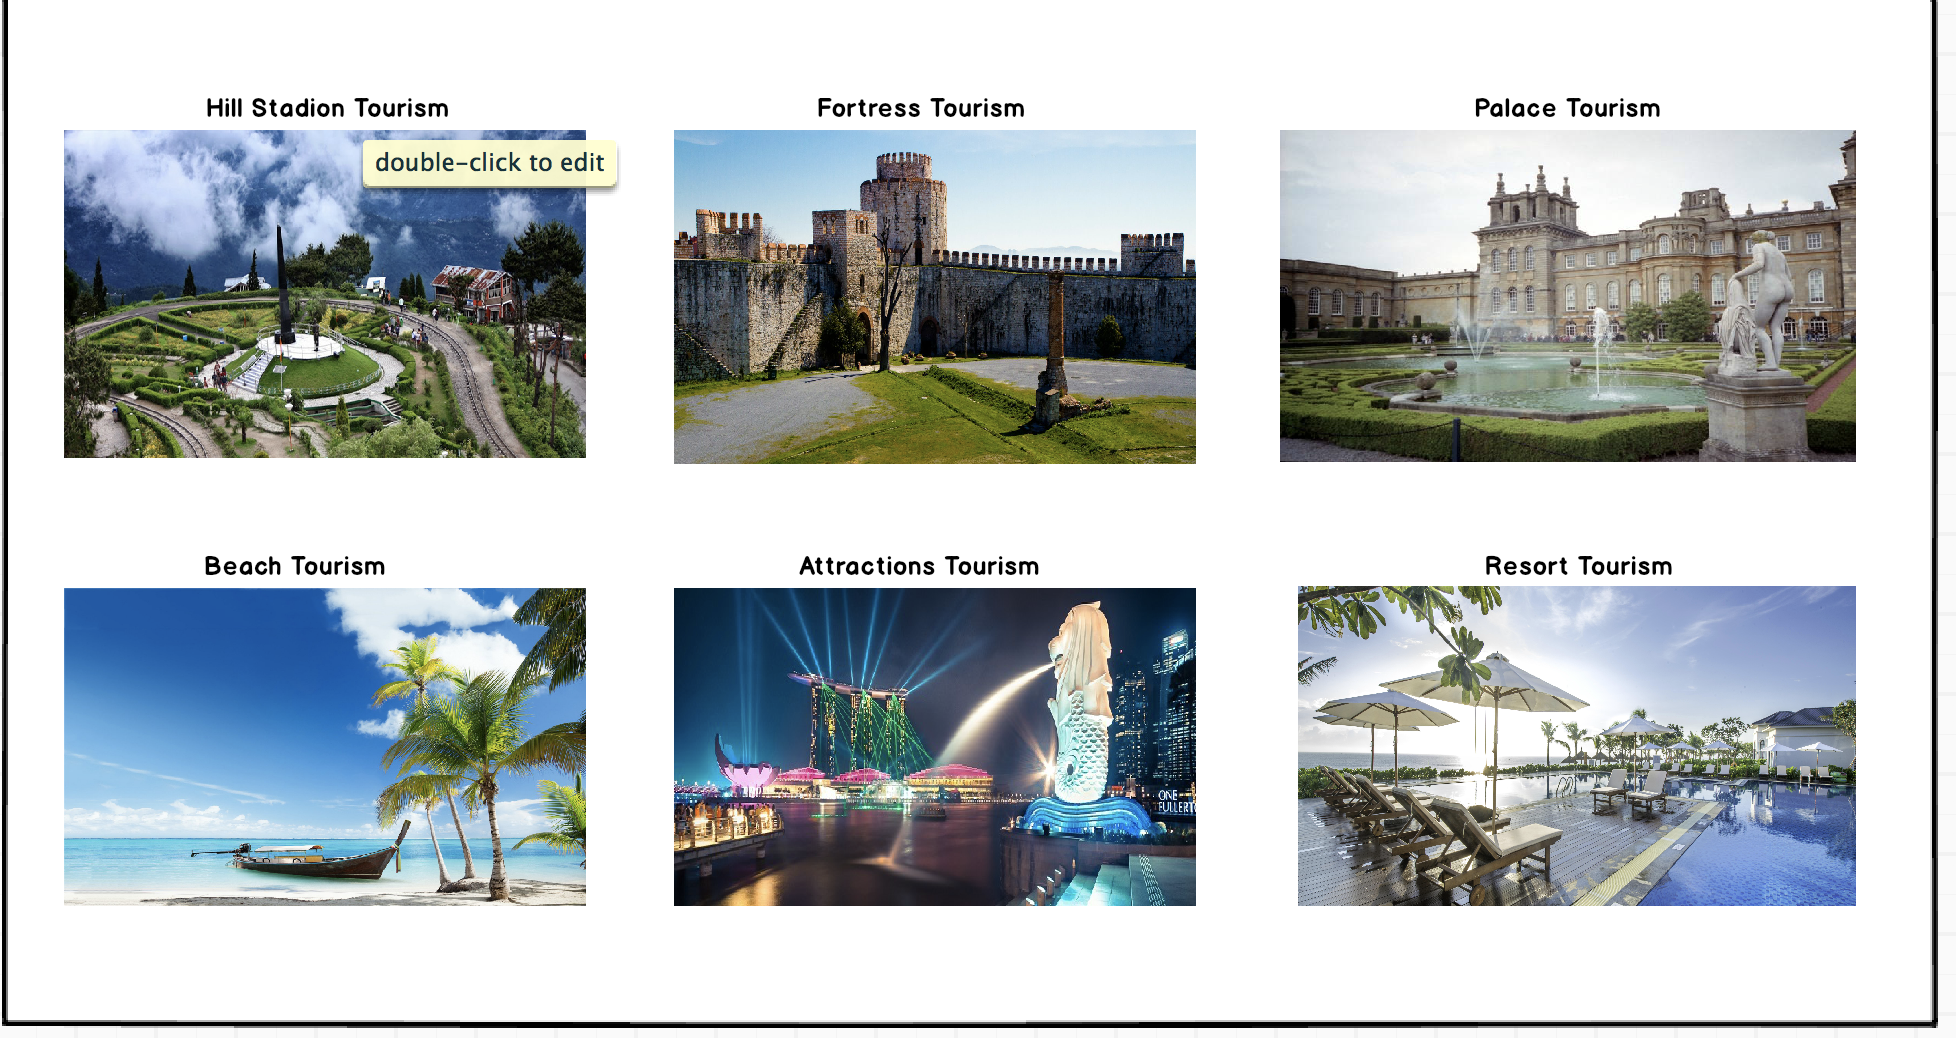 Hill Stadion Tourism
Fortress Tourism
Palace Tourism
double-click to edit
Beach Tourism
Attractions Tourism
Resort Tourism
ONE
FULLERT